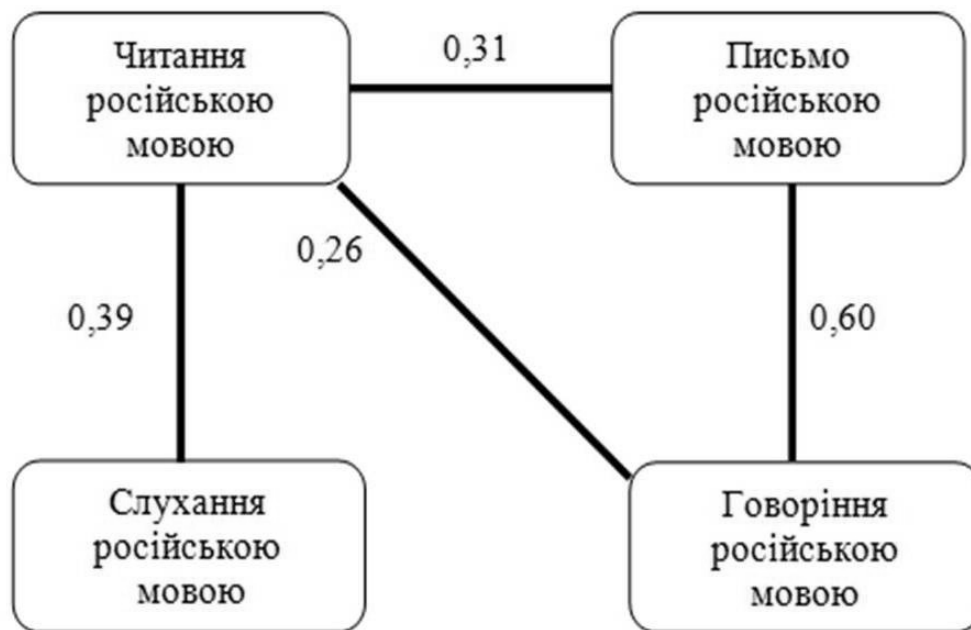 Читання
російською
мовою
0,31
Письмо
російською
мовою
0,26
0,39
0,60
Слухання
російською
мовою
Говоріння
російською
мовою